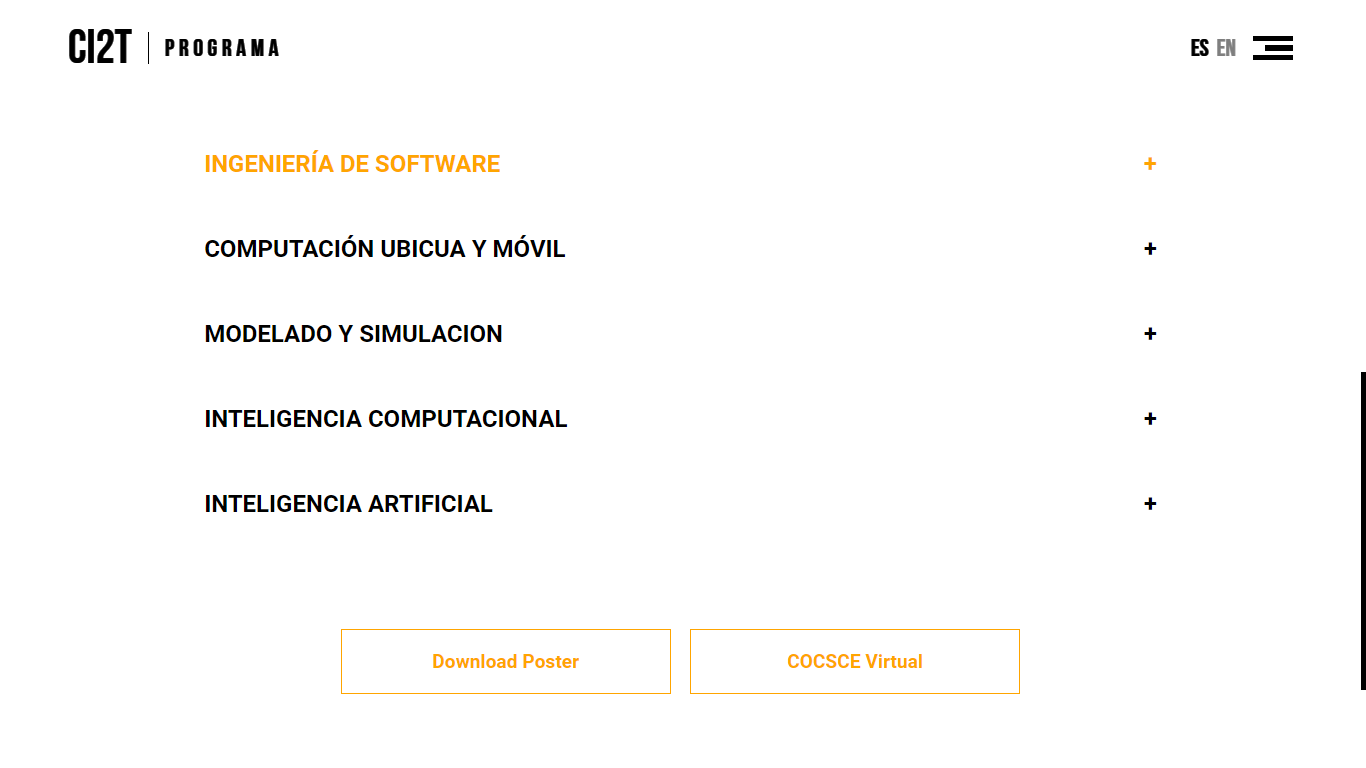 CI2T | PROGRAMA
ES EN
INGENIERÍA DE SOFTWARE +
COMPUTACIÓN UBICUA Y MÓVIL +
MODELADO Y SIMULACION +
INTELIGENCIA COMPUTACIONAL +
INTELIGENCIA ARTIFICIAL +
Download Poster
COCSCE Virtual